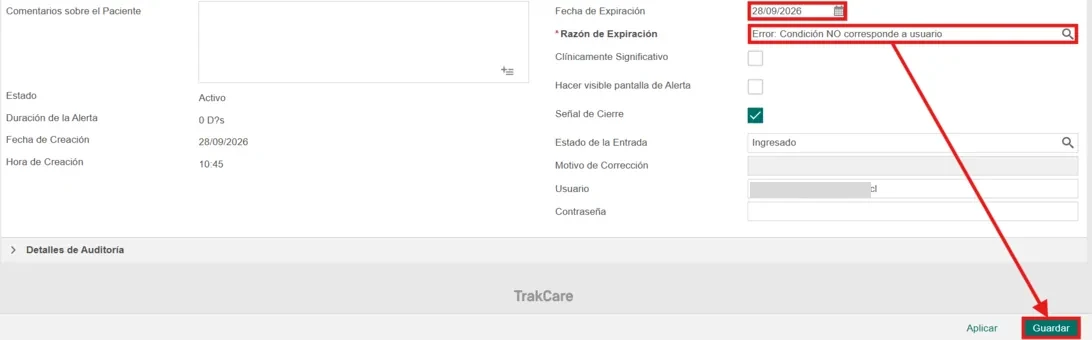 Comentarios sobre el Paciente
Fecha de Expiración 28/09/2026
* Razón de Expiración Error: Condición NO corresponde a usuario
Clínicamente Significativo
Hacer visible pantalla de Alerta
Estado Activo
Señal de Cierre
Duración de la Alerta 0 D?s
Fecha de Creación 28/09/2026
Estado de la Entrada Ingresado
Hora de Creación 10:45
Motivo de Corrección
Usuario cl
Contraseña
Detalles de Auditoría
TrakCare
Aplicar Guardar